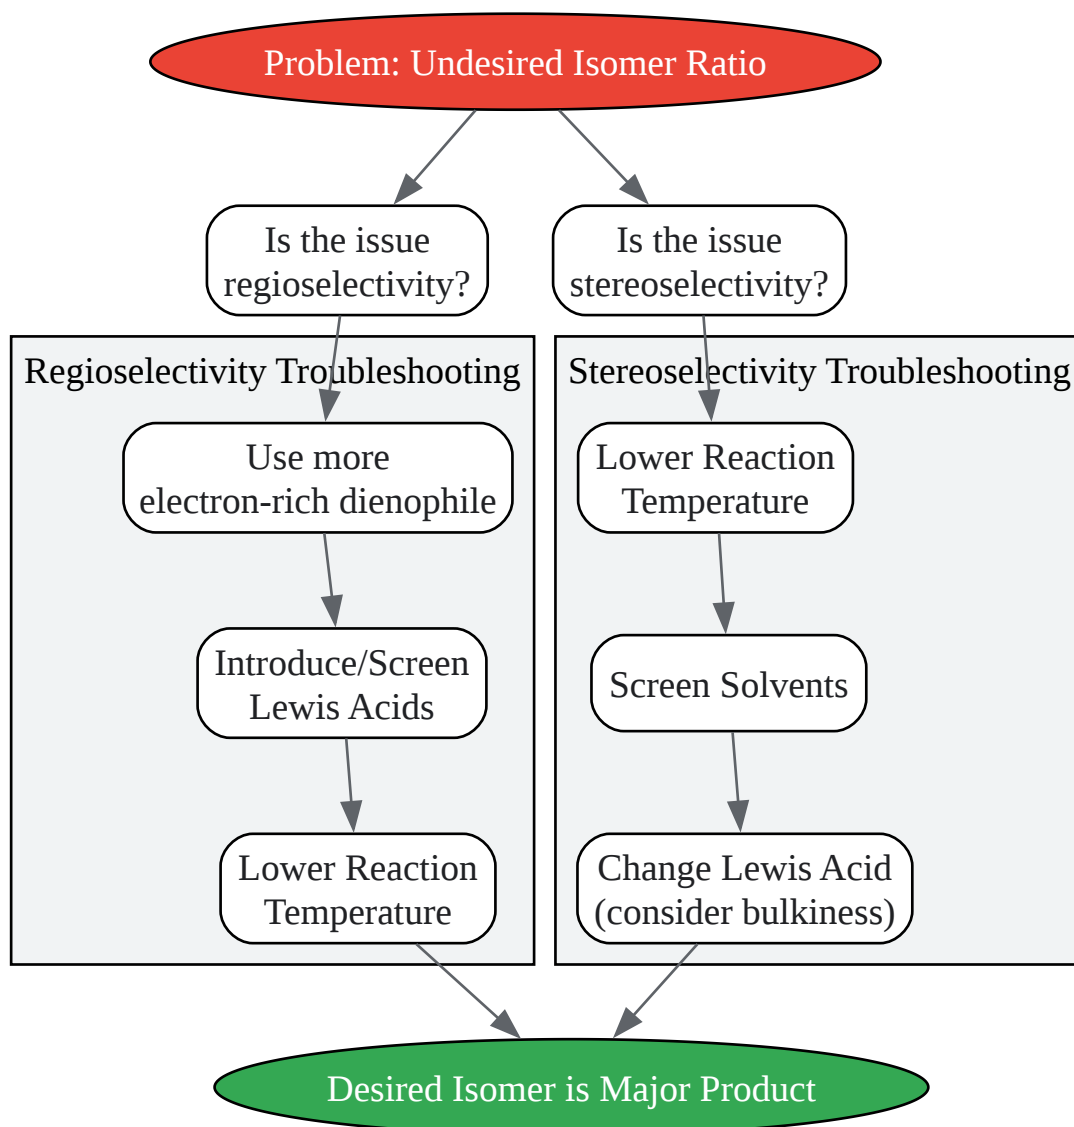 Problem: Undesired Isomer Ratio
Is the issue
regioselectivity?
Is the issue
stereoselectivity?
Regioselectivity Troubleshooting
Use more
electron-rich dienophile
Introduce/Screen
Lewis Acids
Lower Reaction
Temperature
Stereoselectivity Troubleshooting
Lower Reaction
Temperature
Screen Solvents
Change Lewis Acid
(consider bulkiness)
Desired Isomer is Major Product